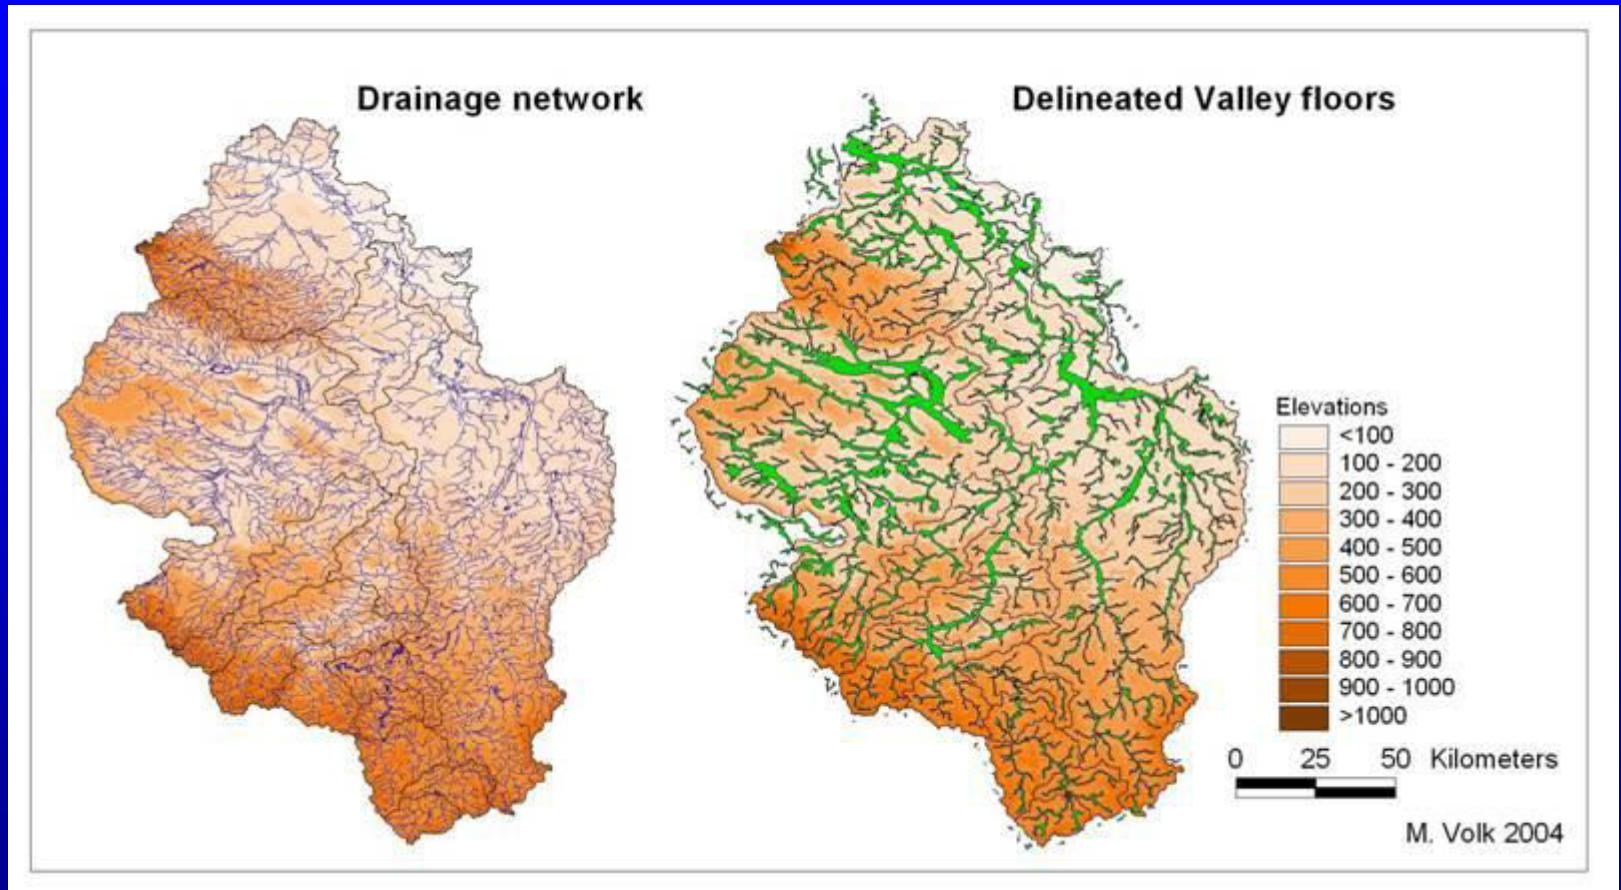 Drainage network
Delineated Valley floors
Elevations
<100
100 - 200
200 - 300
300 - 400
400 - 500
500 - 600
600 - 700
700 - 800
800 - 900
900 - 1000
>1000
0 25 50 Kilometers
M. Volk 2004